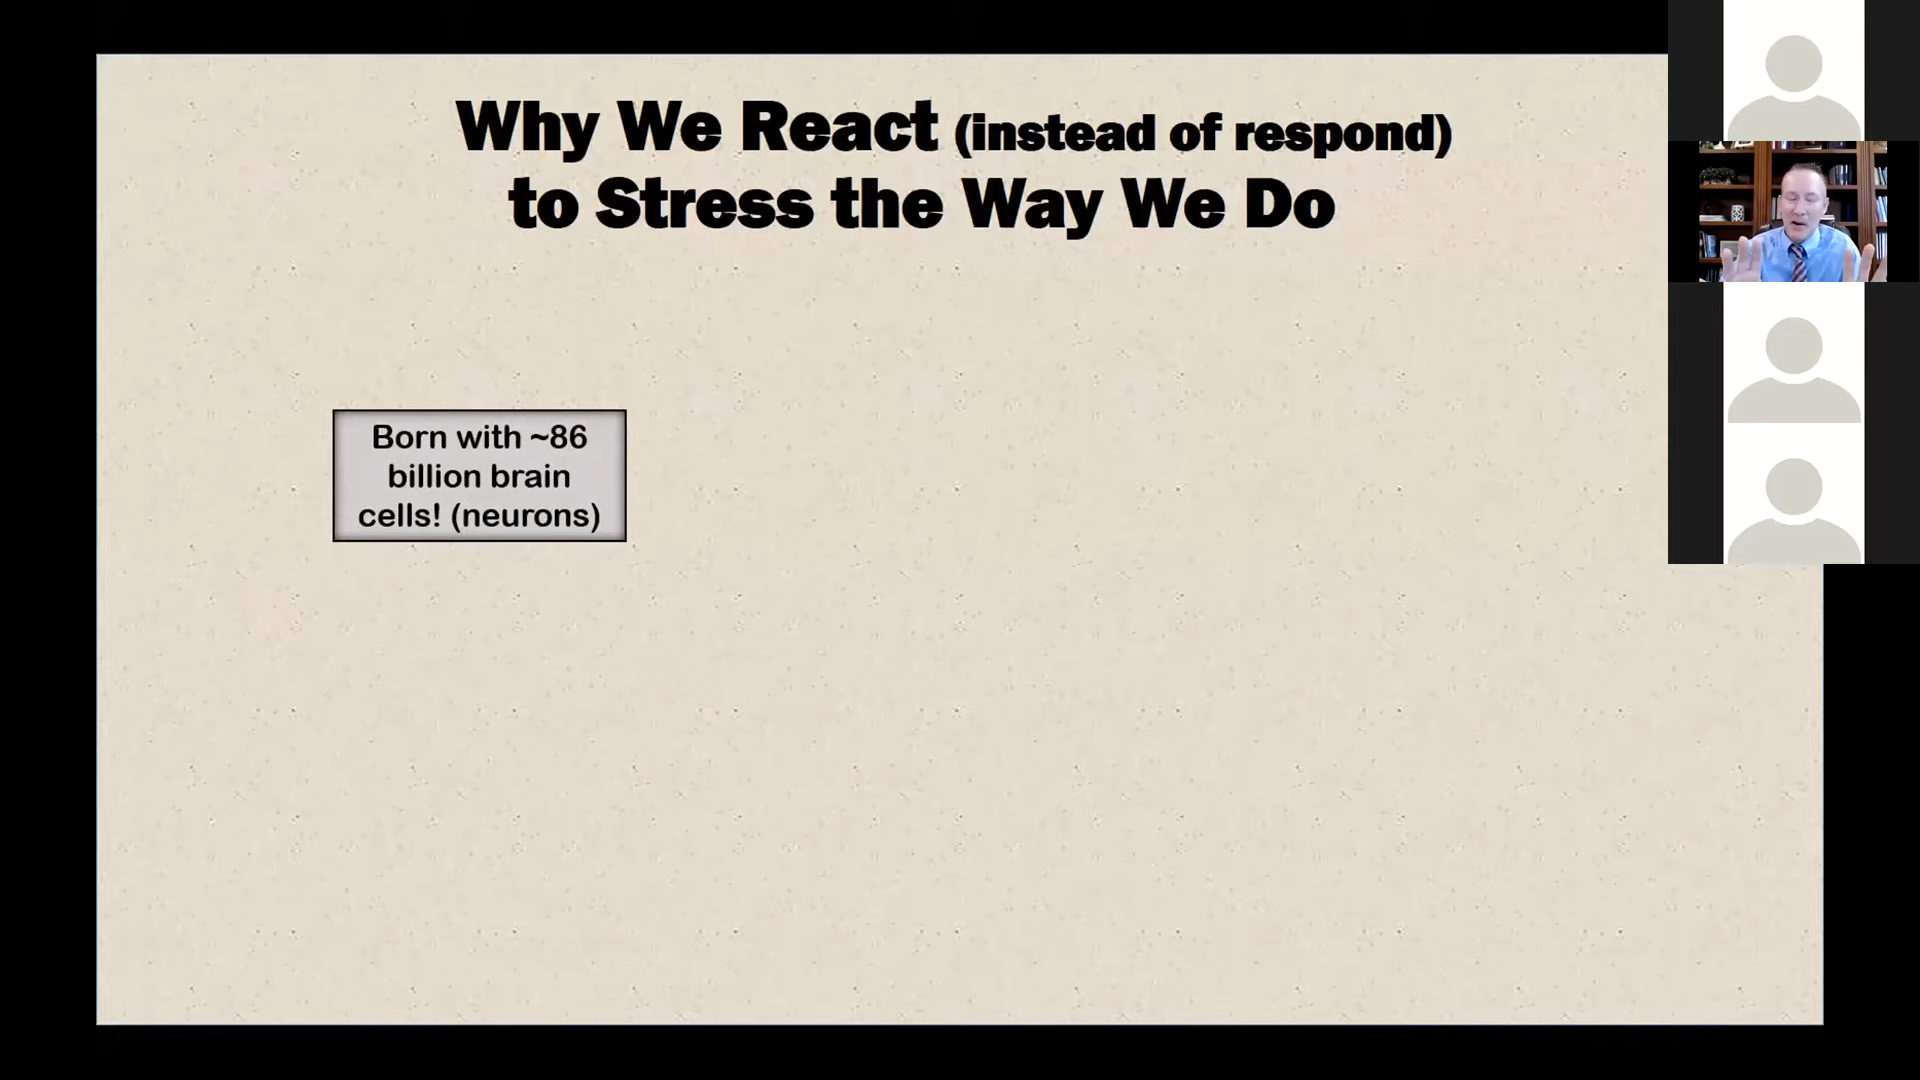 Why We React (instead of respond)
to Stress the Way We Do
Born with ~86
billion brain
cells! (neurons)